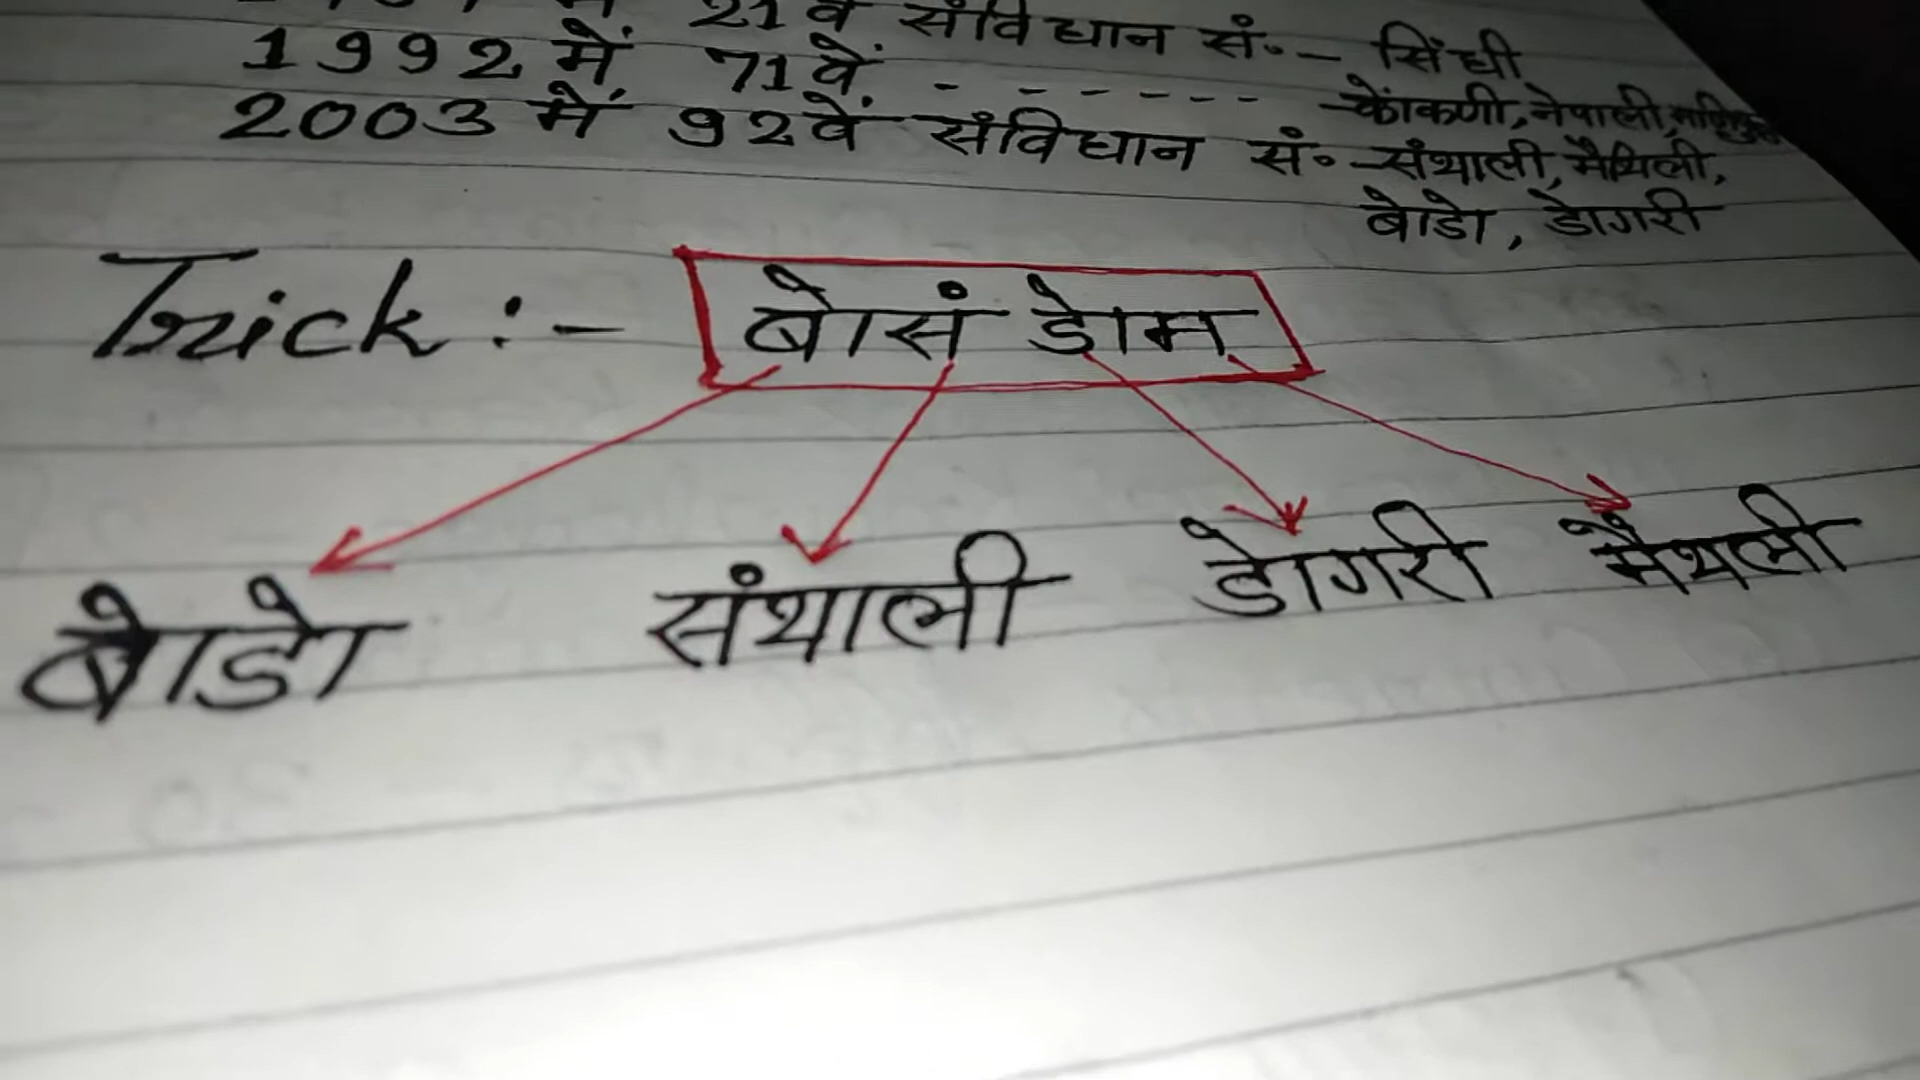 में 21वें संविधान सं॰ - सिंधी
1992 में 71वें - - - - - - - - कोंकणी, नेपाली,
2003 में 92वें संविधान सं॰ - संथाली, मैथिली,
बोडो, डोगरी
Trick :- बोसं डोम
बोडो संथाली डोगरी मैथली